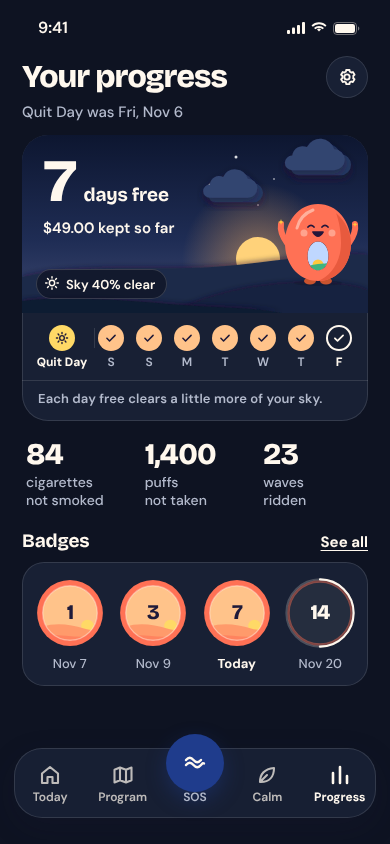 9:41
Your progress
Quit Day was Fri, Nov 6
7 days free
$49.00 kept so far
Sky 40% clear
Quit Day S S M T W T F
Each day free clears a little more of your sky.
84 1,400 23
cigarettes puffs waves
not smoked not taken ridden
Badges See all
1 3 7 14
Nov 7 Nov 9 Today Nov 20
Today Program SOS Calm Progress